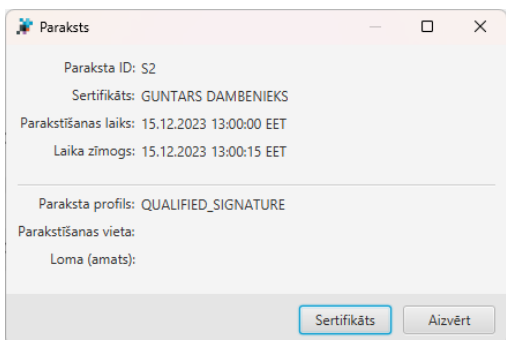 Paraksts
Paraksta ID: S2
Sertifikāts: GUNTARS DAMBENIEKS
Parakstīšanas laiks: 15.12.2023 13:00:00 EET
Laika zīmogs: 15.12.2023 13:00:15 EET
Paraksta profils: QUALIFIED_SIGNATURE
Parakstīšanas vieta:
Loma (amats):
Sertifikāts Aizvērt